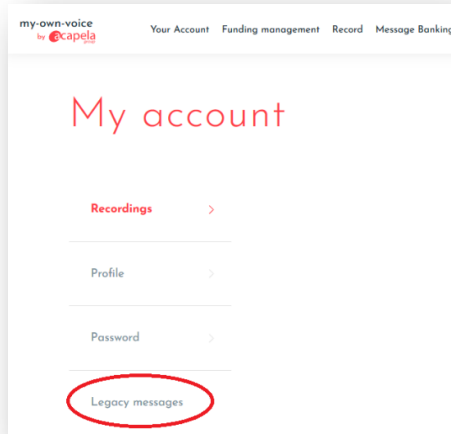 my-own-voice
by acapela
group
Your Account Funding management Record Message Banking
My account
Recordings
Profile
Password
Legacy messages